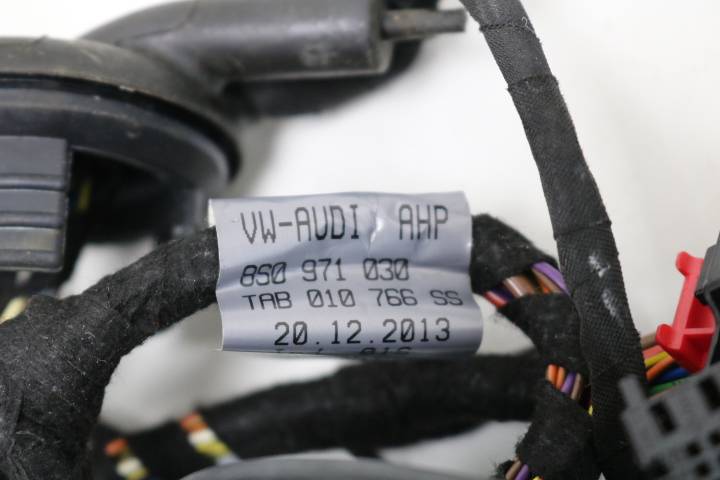 VW-AUDI AHP
8S0 971 030
TAB 010 766 SS
20.12.2013